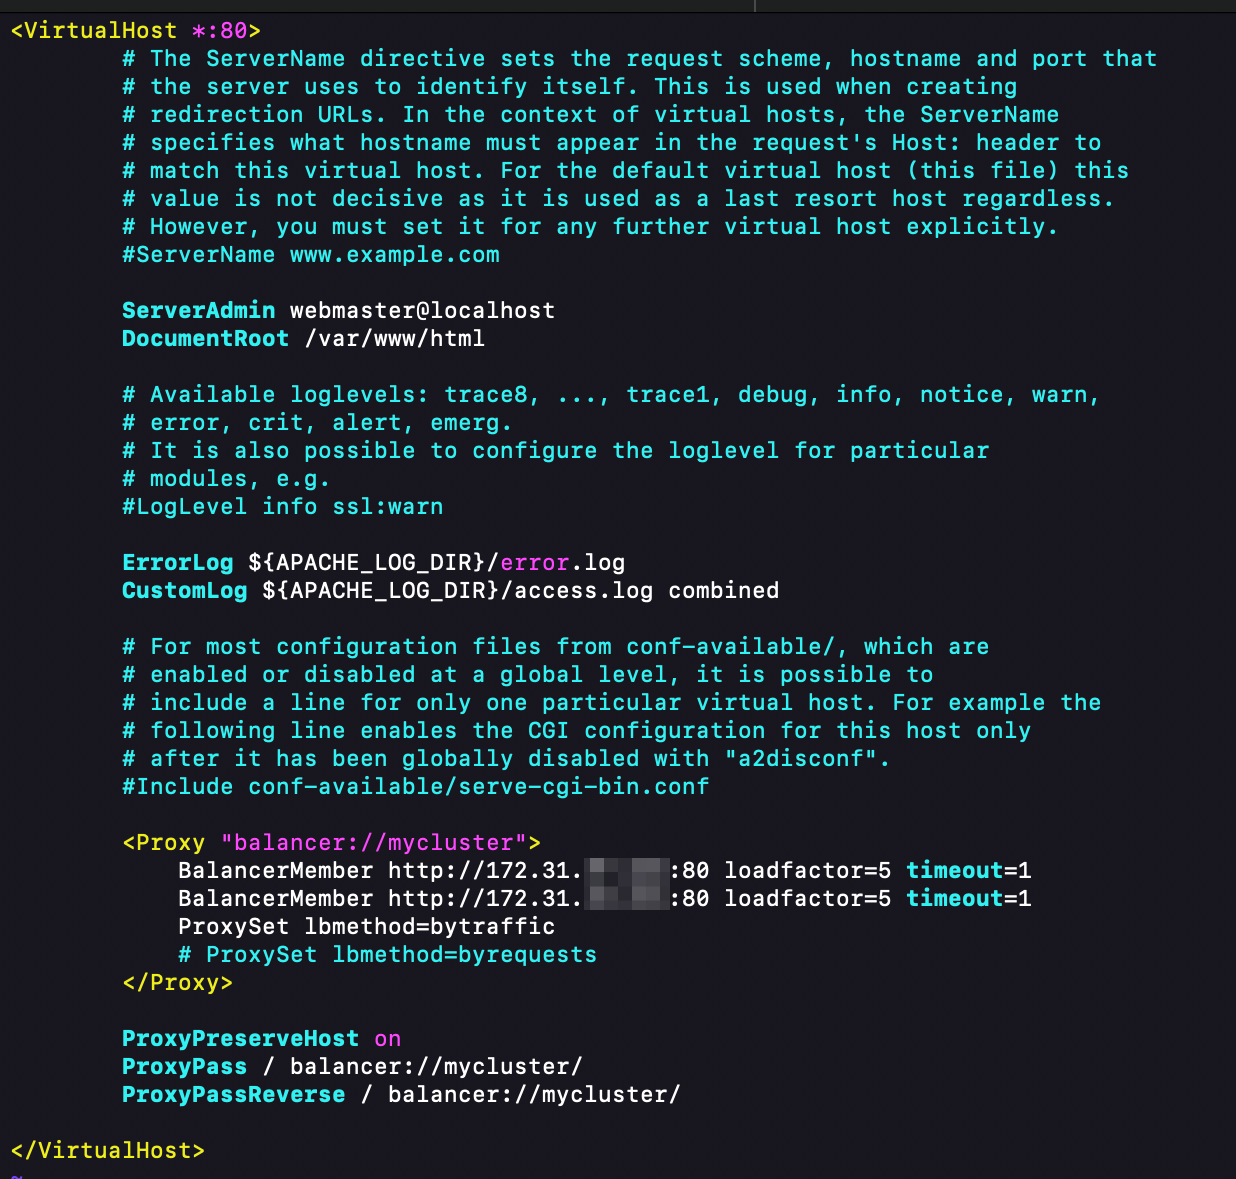 <VirtualHost *:80>
# The ServerName directive sets the request scheme, hostname and port that
# the server uses to identify itself. This is used when creating
# redirection URLs. In the context of virtual hosts, the ServerName
# specifies what hostname must appear in the request's Host: header to
# match this virtual host. For the default virtual host (this file) this
# value is not decisive as it is used as a last resort host regardless.
# However, you must set it for any further virtual host explicitly.
#ServerName www.example.com
ServerAdmin webmaster@localhost
DocumentRoot /var/www/html
# Available loglevels: trace8, ..., trace1, debug, info, notice, warn,
# error, crit, alert, emerg.
# It is also possible to configure the loglevel for particular
# modules, e.g.
#LogLevel info ssl:warn
ErrorLog ${APACHE_LOG_DIR}/error.log
CustomLog ${APACHE_LOG_DIR}/access.log combined
# For most configuration files from conf-available/, which are
# enabled or disabled at a global level, it is possible to
# include a line for only one particular virtual host. For example the
# following line enables the CGI configuration for this host only
# after it has been globally disabled with "a2disconf".
#Include conf-available/serve-cgi-bin.conf
<Proxy "balancer://mycluster">
BalancerMember http://172.31. :80 loadfactor=5 timeout=1
BalancerMember http://172.31. :80 loadfactor=5 timeout=1
ProxySet lbmethod=bytraffic
# ProxySet lbmethod=byrequests
</Proxy>
ProxyPreserveHost on
ProxyPass / balancer://mycluster/
ProxyPassReverse / balancer://mycluster/
</VirtualHost>
~